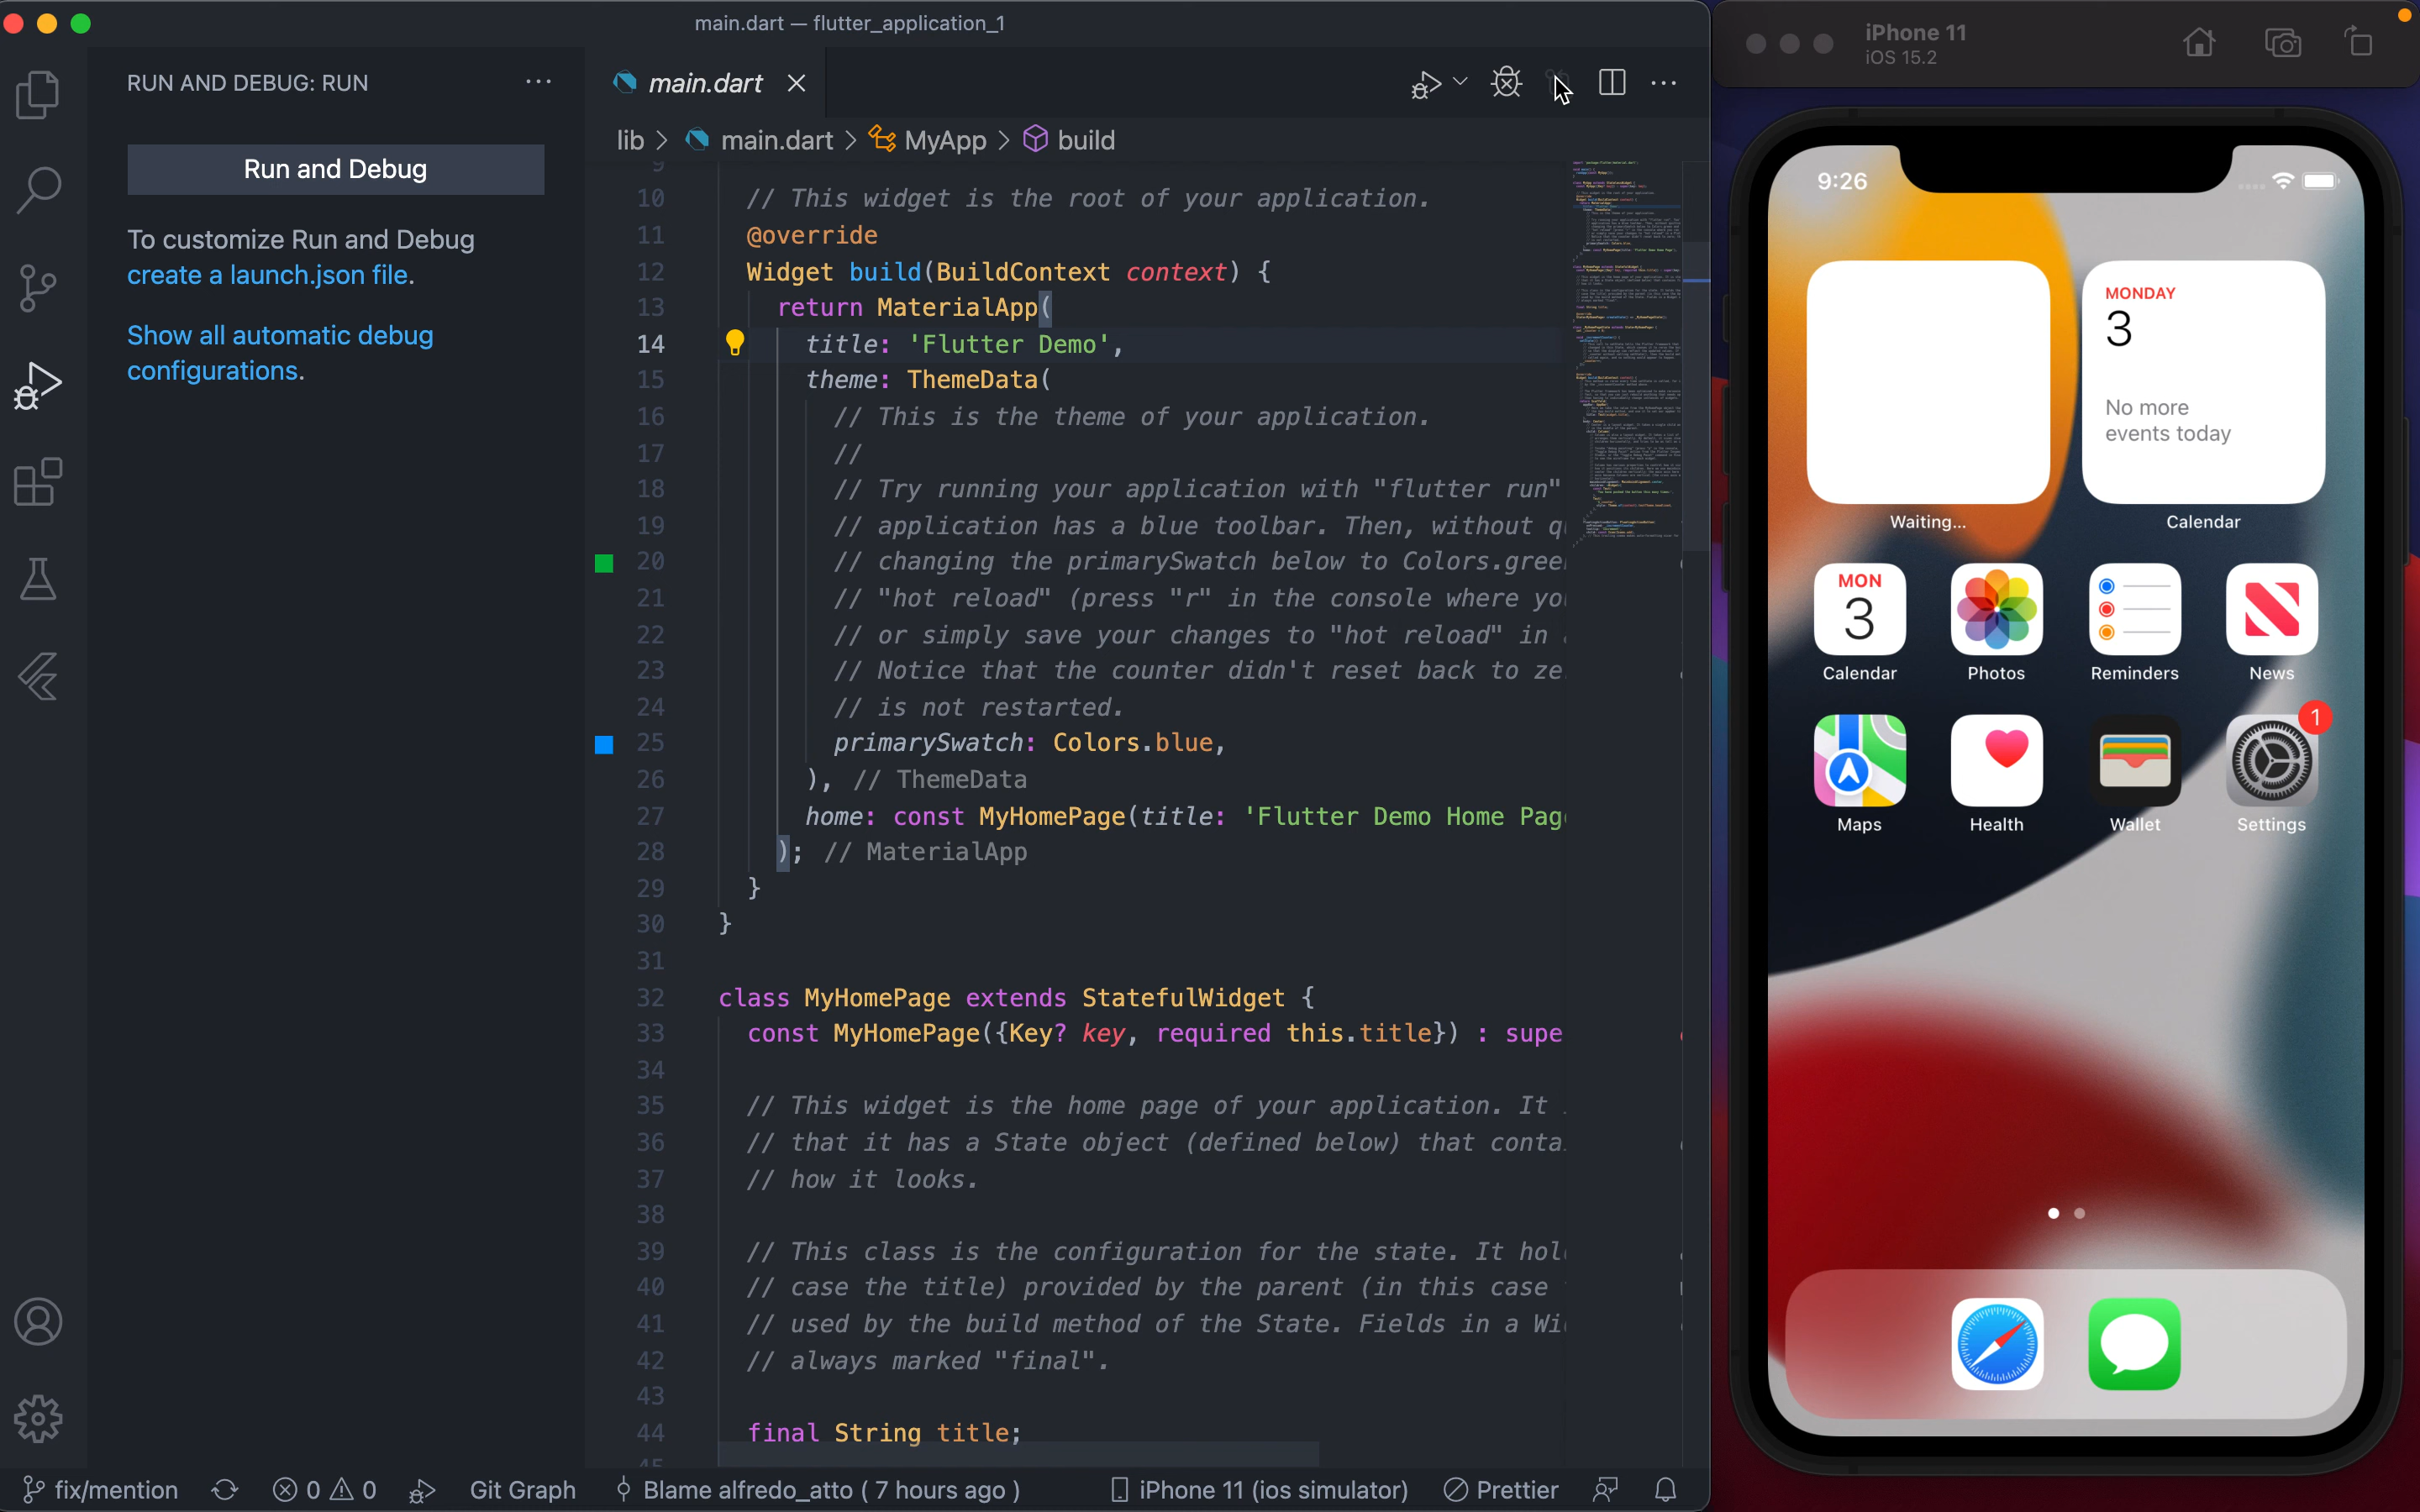 main.dart — flutter_application_1
RUN AND DEBUG: RUN
Run and Debug
To customize Run and Debug
create a launch.json file.
Show all automatic debug
configurations.
main.dart
lib > main.dart > MyApp > build
9
10 // This widget is the root of your application.
11 @override
12 Widget build(BuildContext context) {
13 return MaterialApp(
14 title: 'Flutter Demo',
15 theme: ThemeData(
16 // This is the theme of your application.
17 //
18 // Try running your application with "flutter run"
19 // application has a blue toolbar. Then, without
20 // changing the primarySwatch below to
21 // "hot reload" (press "r" in the console where
22 // or simply save your changes to "hot reload" in
23 // Notice that the counter didn't reset back to
24 // is not restarted.
25 primarySwatch: Colors.blue,
26 ), // ThemeData
27 home: const MyHomePage(title: 'Flutter Demo Home
28 ); // MaterialApp
29 }
30 }
31
32 class MyHomePage extends StatefulWidget {
33 const MyHomePage({Key? key, required this.title}) : supe
34
35 // This widget is the home page of your application. It
36 // that it has a State object (defined below) that
37 // how it looks.
38
39 // This class is the configuration for the state. It
40 // case the title) provided by the parent (in this case
41 // used by the build method of the State. Fields in a
42 // always marked "final".
43
44 final String title;
45
fix/mention 0 0 Git Graph Blame alfredo_atto ( 7 hours ago ) iPhone 11 (ios simulator) Prettier
iPhone 11
iOS 15.2
9:26
MONDAY
3
No more
events today
Waiting... Calendar
MON
3
Calendar Photos Reminders News
1
Maps Health Wallet Settings